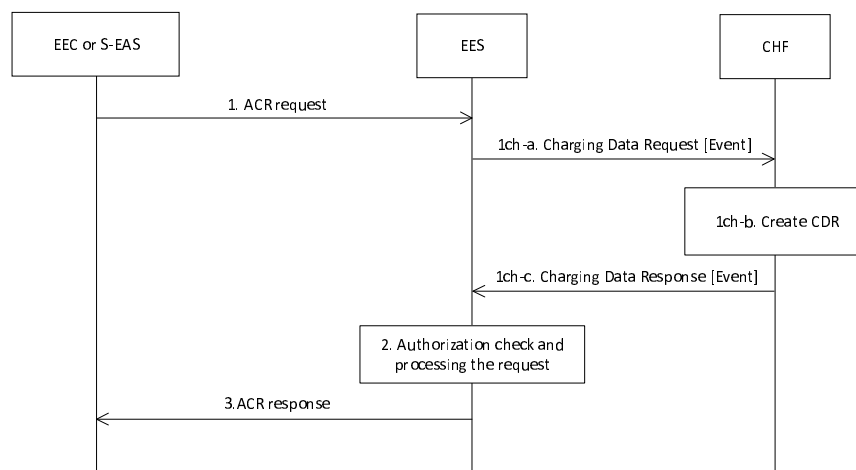 EEC or S-EAS
EES
CHF
1. ACR request
1ch-a. Charging Data Request [Event]
1ch-b. Create CDR
1ch-c. Charging Data Response [Event]
2. Authorization check and
processing the request
3.ACR response